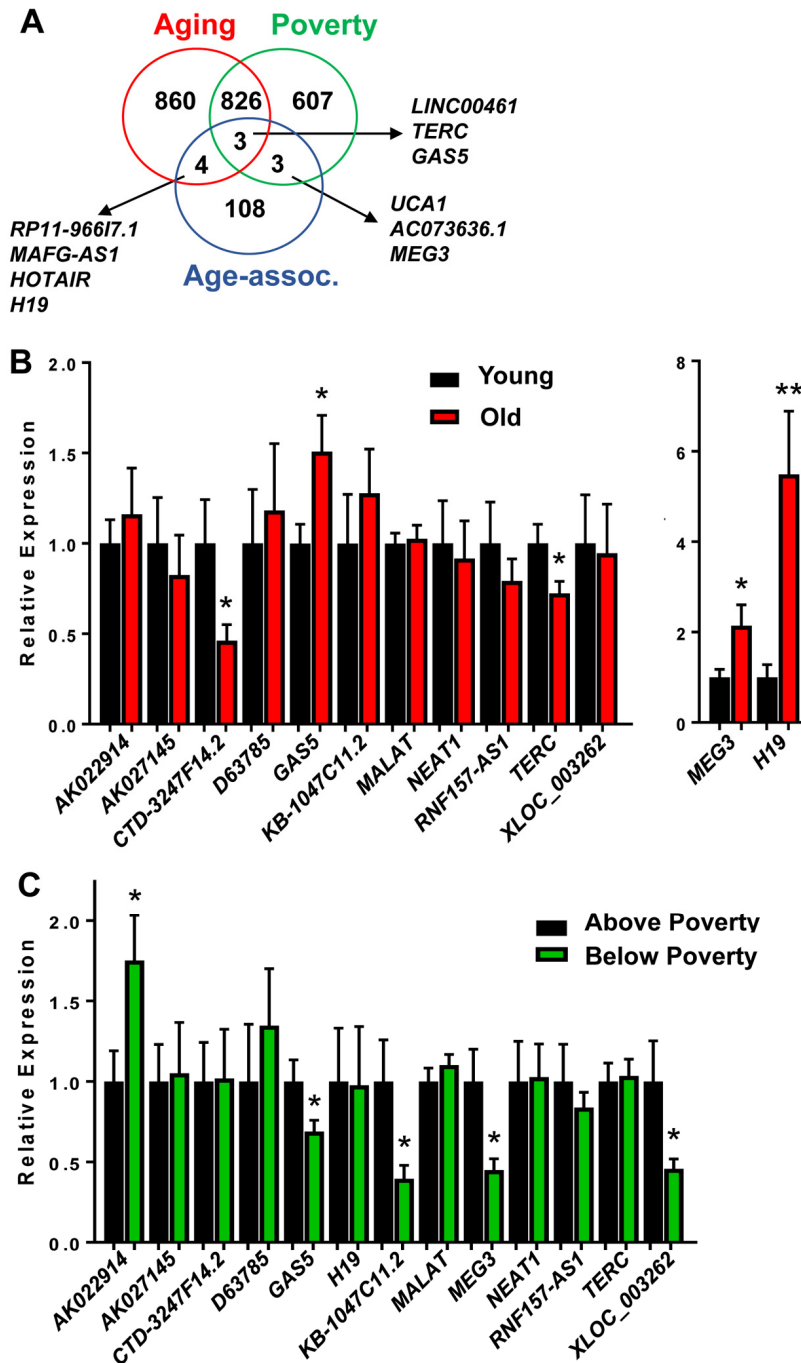 A
Aging Poverty
860 826 607
3
4 3
108
LINC00461
TERC
GAS5
UCA1
AC073636.1
MEG3
RP11-966I7.1
MAFG-AS1
HOTAIR
H19
Age-assoc.
B
Relative Expression
2.0
1.5
1.0
0.5
0.0
Young
Old
*
*
*
AK022914
AK027145
CTD-3247F14.2
D63785
GAS5
KB-1047C11.2
MALAT
NEAT1
RNF157-AS1
TERC
XLOC_003262
8
6
4
2
0
*
**
MEG3
H19
C
Relative Expression
2.0
1.5
1.0
0.5
0.0
Above Poverty
Below Poverty
*
*
*
*
*
AK022914
AK027145
CTD-3247F14.2
D63785
GAS5
H19
KB-1047C11.2
MALAT
MEG3
NEAT1
RNF157-AS1
TERC
XLOC_003262